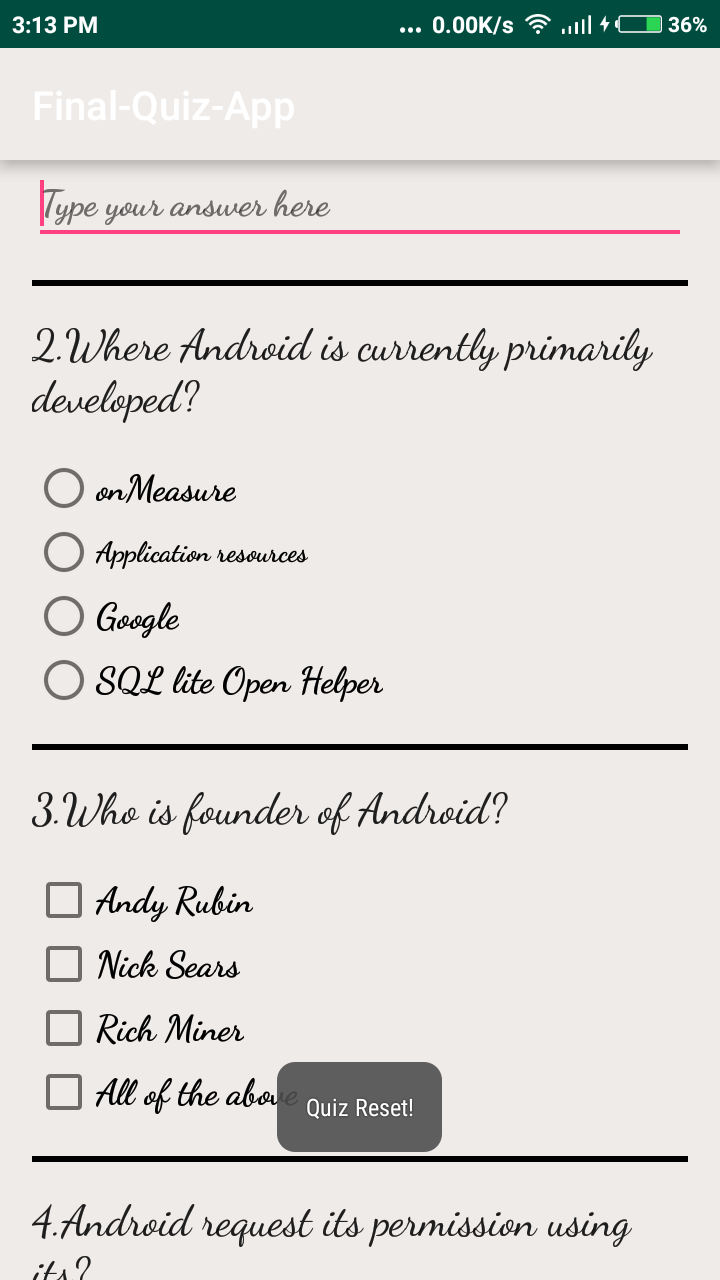 3:13 PM ... 0.00K/s 36%
Final-Quiz-App
Type your answer here
2.Where Android is currently primarily
developed?
onMeasure
Application resources
Google
SQL lite Open Helper
3.Who is founder of Android?
Andy Rubin
Nick Sears
Rich Miner
All of the above
Quiz Reset!
4.Android request its permission using
its?